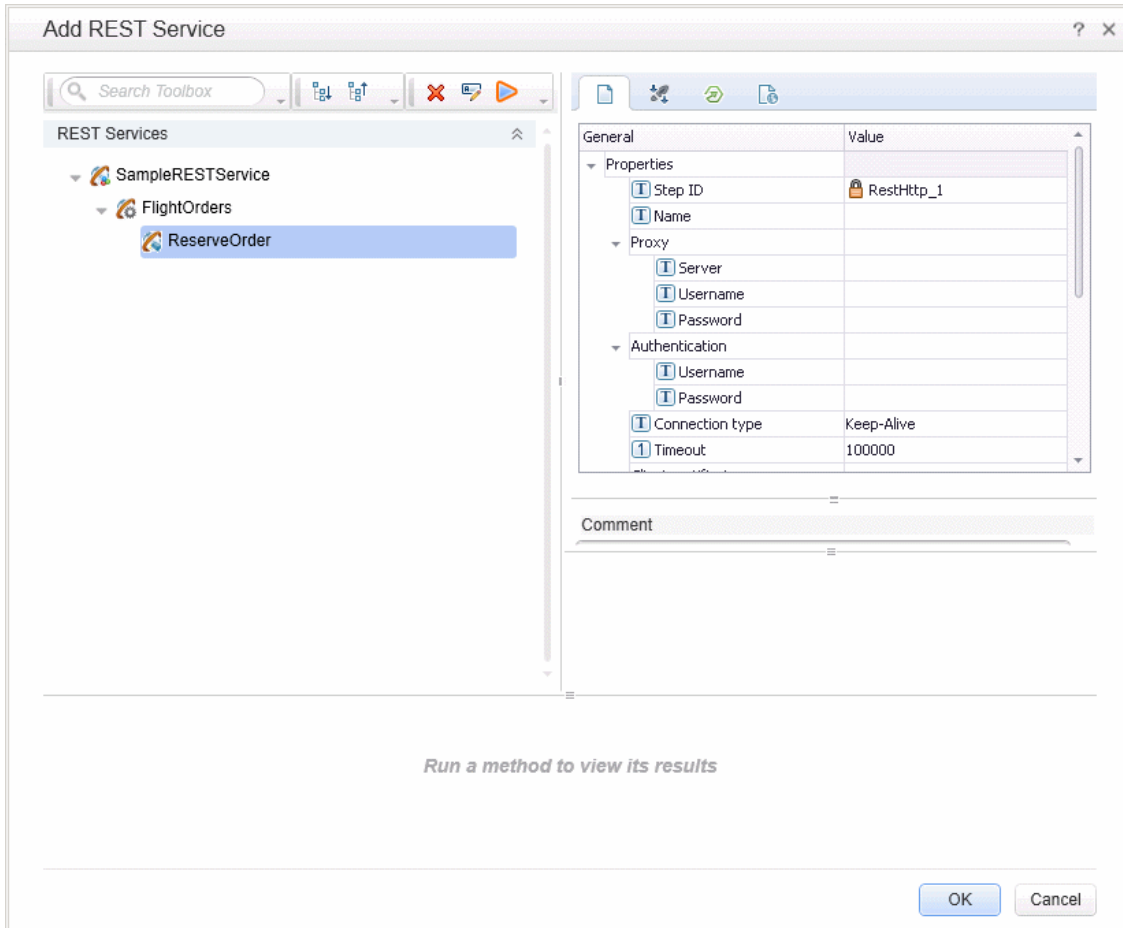 Add REST Service
Search Toolbox
REST Services
SampleRESTService
FlightOrders
ReserveOrder
General Value
Properties
Step ID RestHttp_1
Name
Proxy
Server
Username
Password
Authentication
Username
Password
Connection type Keep-Alive
Timeout 100000
Comment
Run a method to view its results
OK Cancel